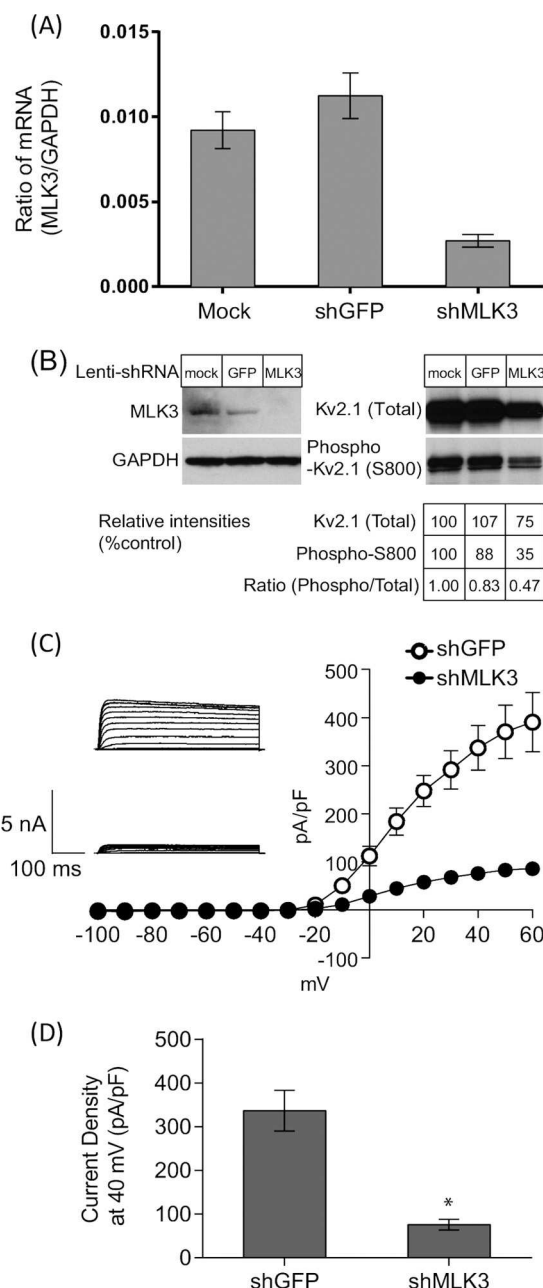 (A)
Ratio of mRNA
(MLK3/GAPDH)
0.015
0.010
0.005
0.000
Mock shGFP shMLK3
(B)
Lenti-shRNA mock GFP MLK3
MLK3
GAPDH
mock GFP MLK3
Kv2.1 (Total)
Phospho
-Kv2.1 (S800)
Relative intensities
(%control)
Kv2.1 (Total) 100 107 75
Phospho-S800 100 88 35
Ratio (Phospho/Total) 1.00 0.83 0.47
(C)
shGFP
shMLK3
5 nA
100 ms
pA/pF
500
400
300
200
100
-100
-100 -80 -60 -40 -20 20 40 60
mV
(D)
Current Density
at 40 mV (pA/pF)
500
400
300
200
100
0
*
shGFP shMLK3